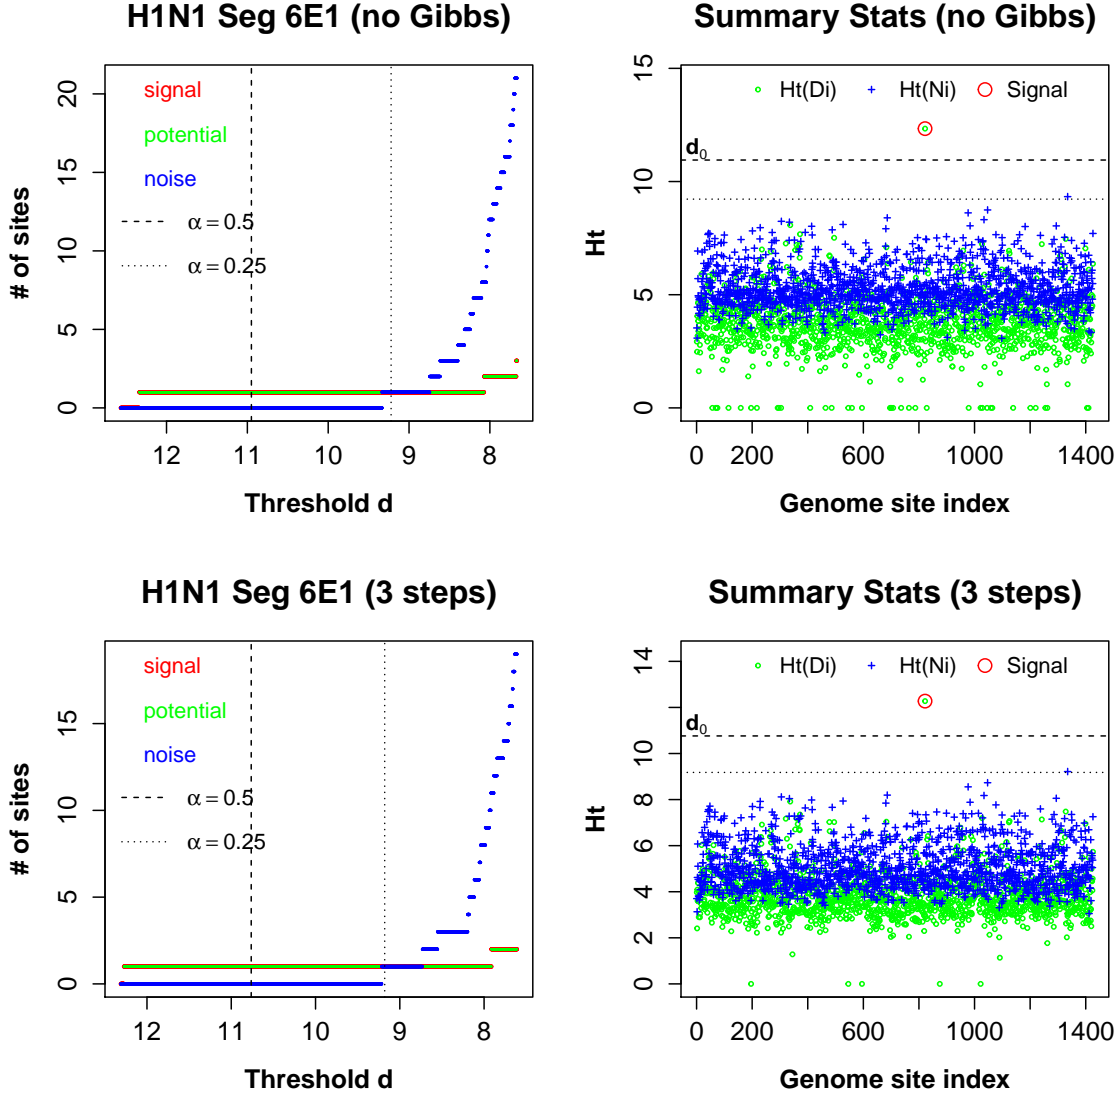 H1N1 Seg 6E1 (no Gibbs)
# of sites
20
15
10
5
0
signal
potential
noise
α = 0.5
α = 0.25
12 11 10 9 8
Threshold d
Summary Stats (no Gibbs)
Ht
15
10
5
0
Ht(Di) Ht(Ni) Signal
d0
0 200 600 1000 1400
Genome site index
H1N1 Seg 6E1 (3 steps)
# of sites
15
10
5
0
signal
potential
noise
α = 0.5
α = 0.25
12 11 10 9 8
Threshold d
Summary Stats (3 steps)
Ht
14
10
8
6
4
2
0
Ht(Di) Ht(Ni) Signal
d0
0 200 600 1000 1400
Genome site index